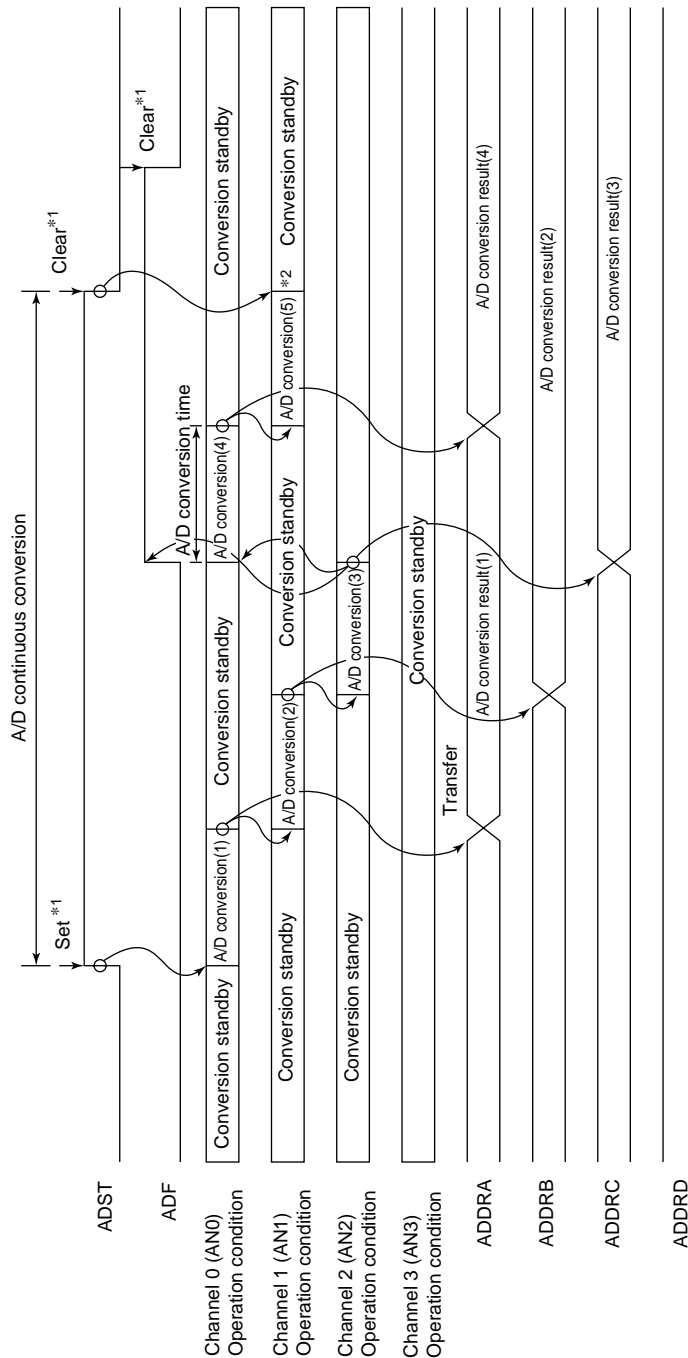 A/D continuous conversion
Set *1
Clear*1
Clear*1
ADST
ADF
A/D conversion time
Channel 0 (AN0)
Operation condition
Conversion standby
A/D conversion(1)
Conversion standby
A/D conversion(4)
Conversion standby
Channel 1 (AN1)
Operation condition
Conversion standby
A/D conversion(2)
Conversion standby
A/D conversion(5)
*2
Conversion standby
Channel 2 (AN2)
Operation condition
Conversion standby
A/D conversion(3)
Channel 3 (AN3)
Operation condition
Conversion standby
Transfer
ADDRA
A/D conversion result(1)
A/D conversion result(4)
ADDRB
A/D conversion result(2)
ADDRC
A/D conversion result(3)
ADDRD